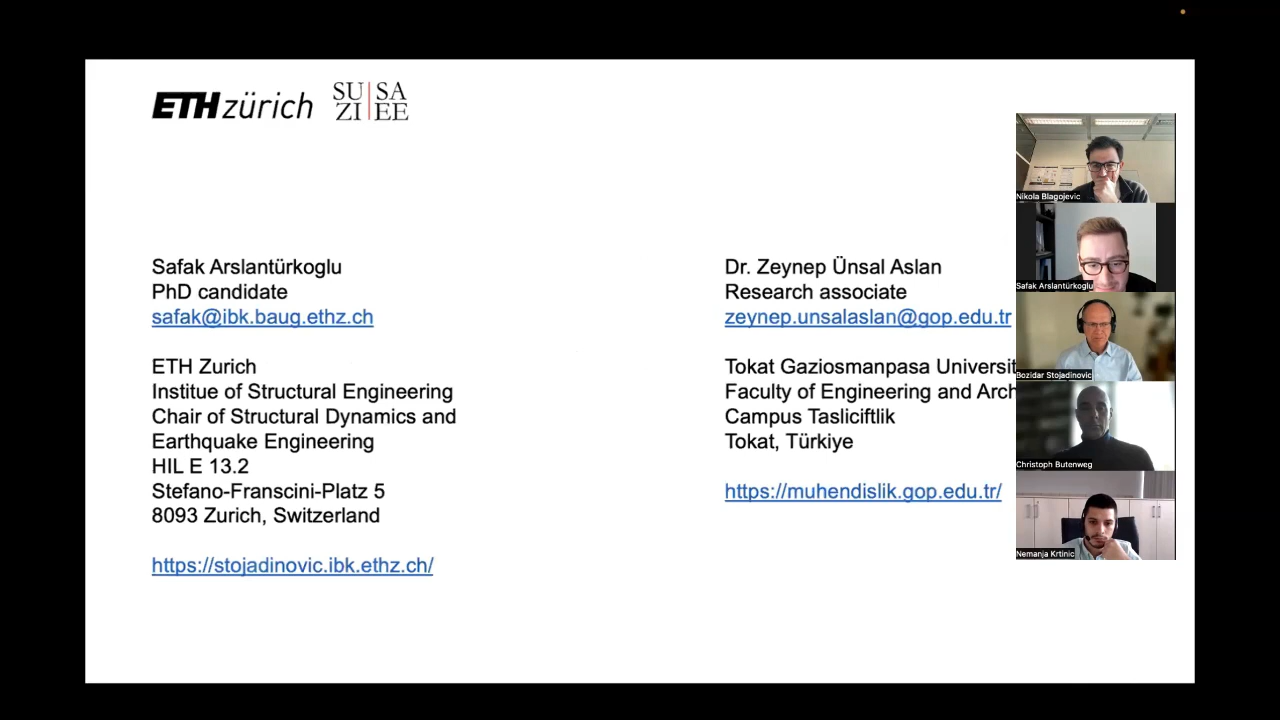 ETH zürich
SU|SA
ZI|EE
Safak Arslantürkoglu
PhD candidate
safak@ibk.baug.ethz.ch
ETH Zurich
Institue of Structural Engineering
Chair of Structural Dynamics and
Earthquake Engineering
HIL E 13.2
Stefano-Franscini-Platz 5
8093 Zurich, Switzerland
https://stojadinovic.ibk.ethz.ch/
Dr. Zeynep Ünsal Aslan
Research associate
zeynep.unsalaslan@gop.edu.tr
Tokat Gaziosmanpasa Universit
Faculty of Engineering and Arch
Campus Tasliciftlik
Tokat, Türkiye
https://muhendislik.gop.edu.tr/
Nikola Blagojevic
Safak Arslantürkoglu
Bozidar Stojadinovic
Christoph Butenweg
Nemanja Krtinic